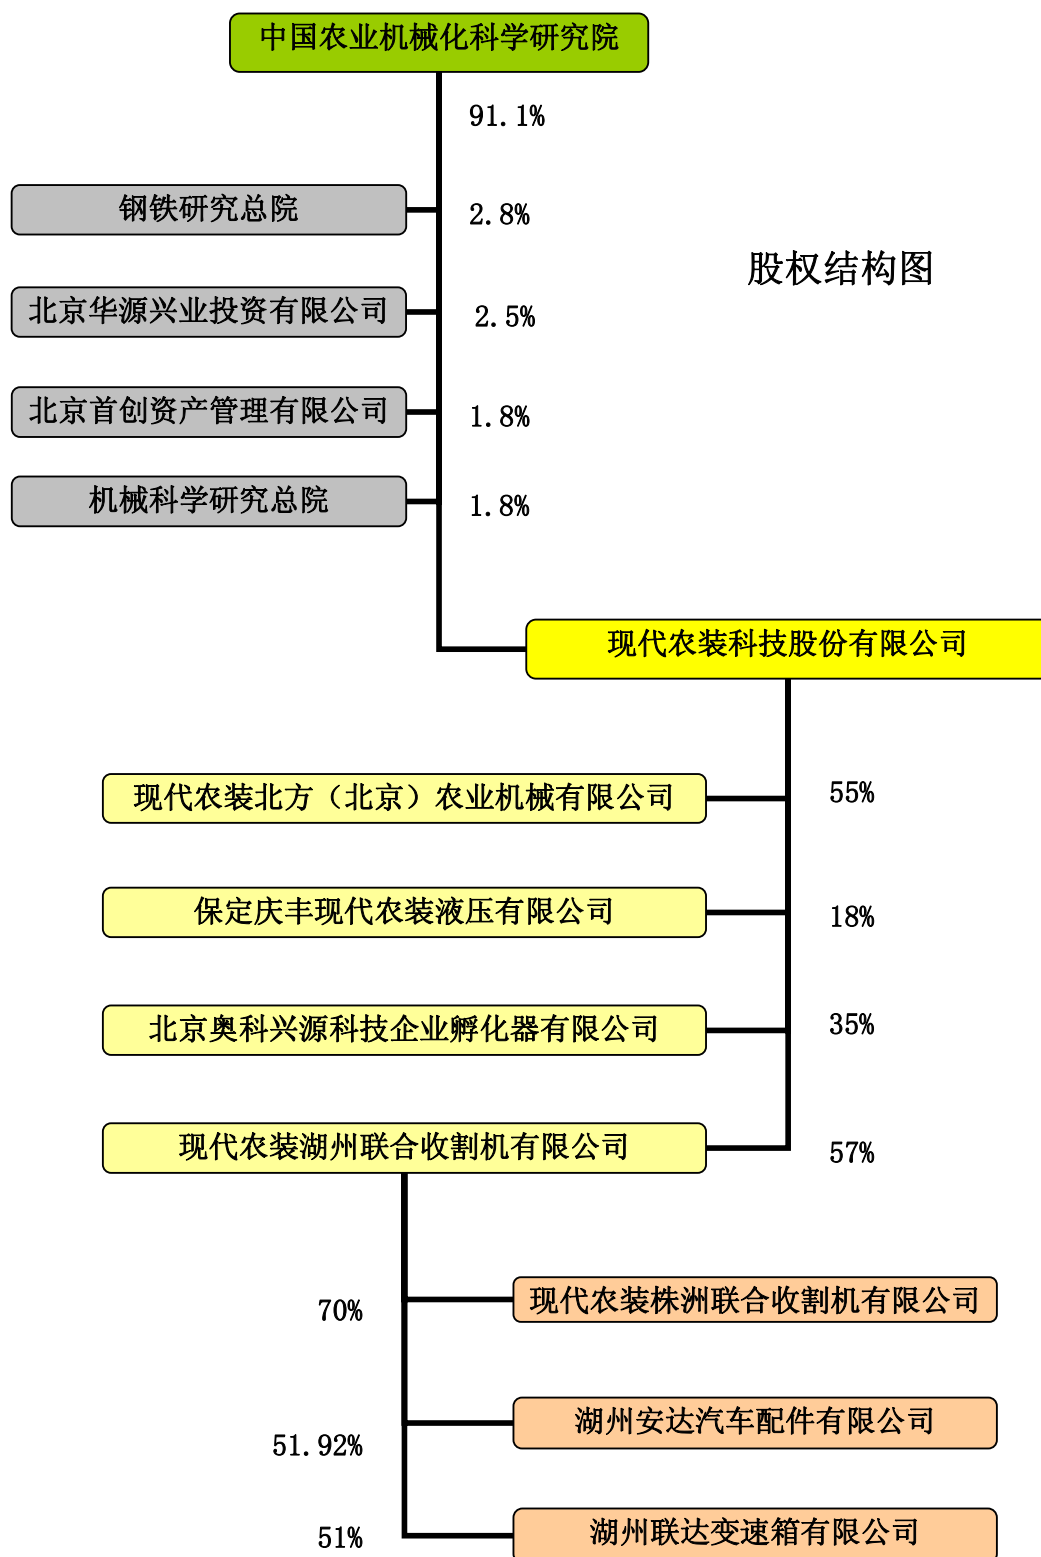 中国农业机械化科学研究院
91.1%
钢铁研究总院
2.8%
股权结构图
北京华源兴业投资有限公司
2.5%
北京首创资产管理有限公司
1.8%
机械科学研究总院
1.8%
现代农装科技股份有限公司
现代农装北方（北京）农业机械有限公司
55%
保定庆丰现代农装液压有限公司
18%
北京奥科兴源科技企业孵化器有限公司
35%
现代农装湖州联合收割机有限公司
57%
70%
现代农装株洲联合收割机有限公司
湖州安达汽车配件有限公司
51.92%
51%
湖州联达变速箱有限公司